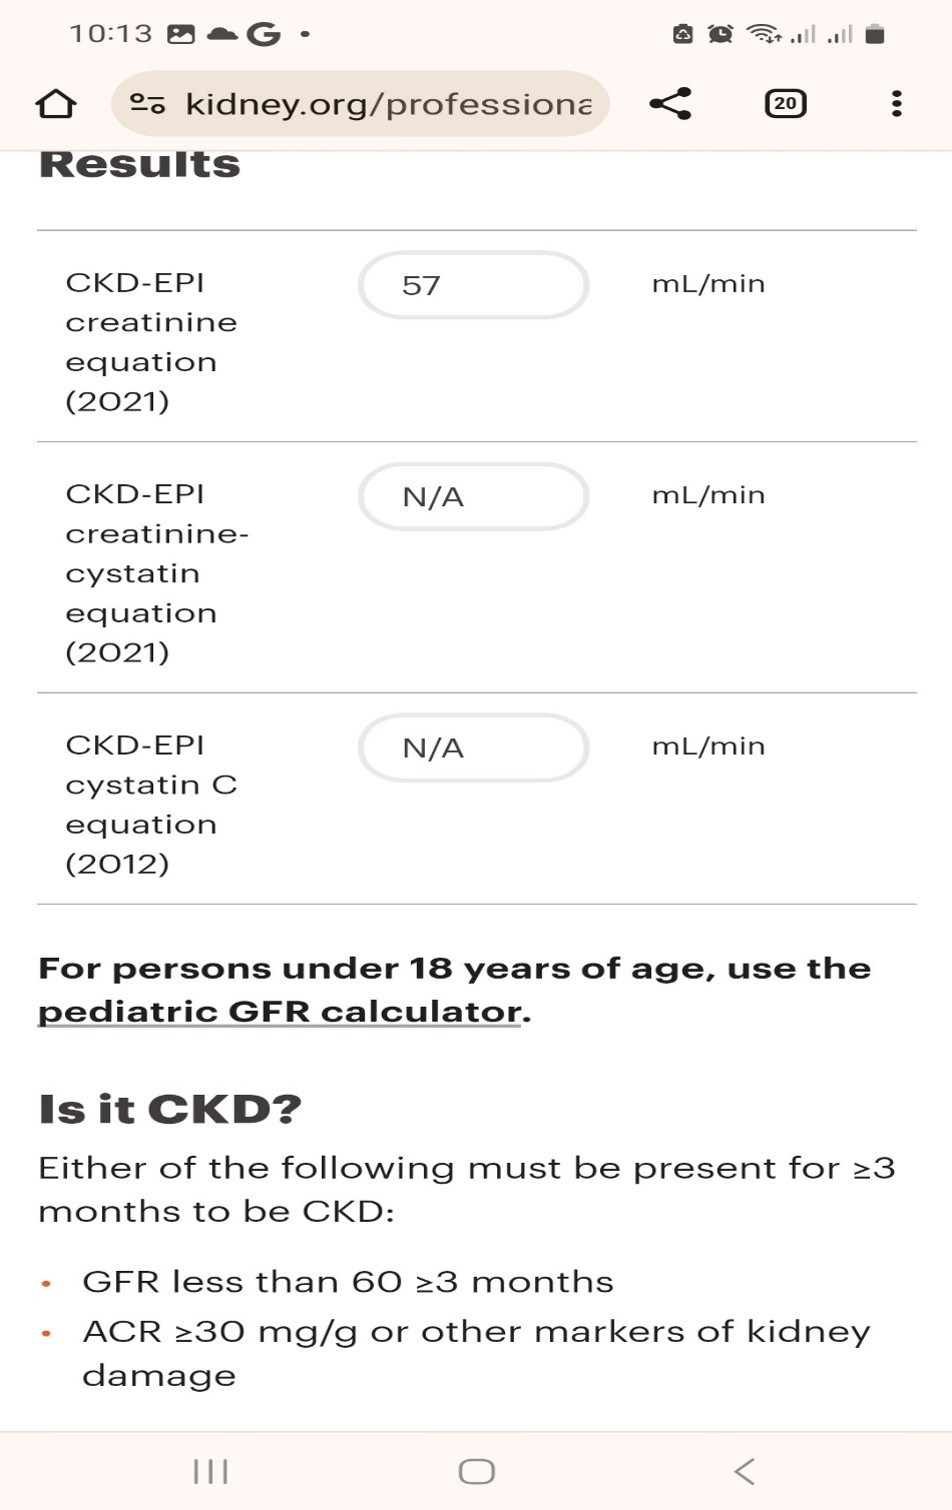 10:13
kidney.org/professiona
20
Results
CKD-EPI creatinine equation (2021)
57
mL/min
CKD-EPI creatinine-cystatin equation (2021)
N/A
mL/min
CKD-EPI cystatin C equation (2012)
N/A
mL/min
For persons under 18 years of age, use the
pediatric GFR calculator.
Is it CKD?
Either of the following must be present for ≥3
months to be CKD:
• GFR less than 60 ≥3 months
• ACR ≥30 mg/g or other markers of kidney
damage